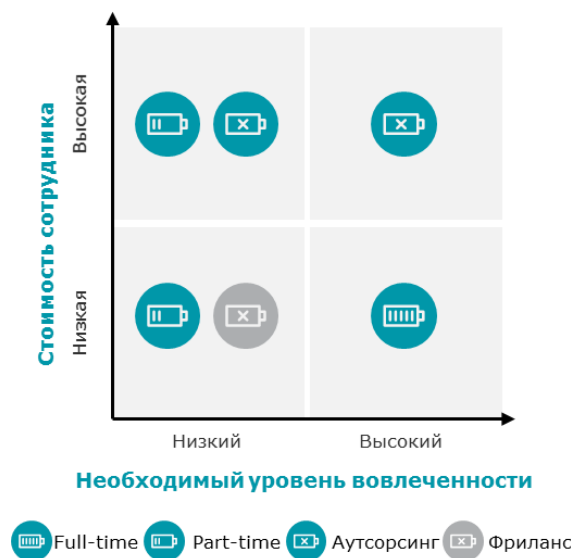 Стоимость сотрудника
Высокая
Низкая
Низкий
Высокий
Необходимый уровень вовлеченности
Full-time
Part-time
Аутсорсинг
Фриланс